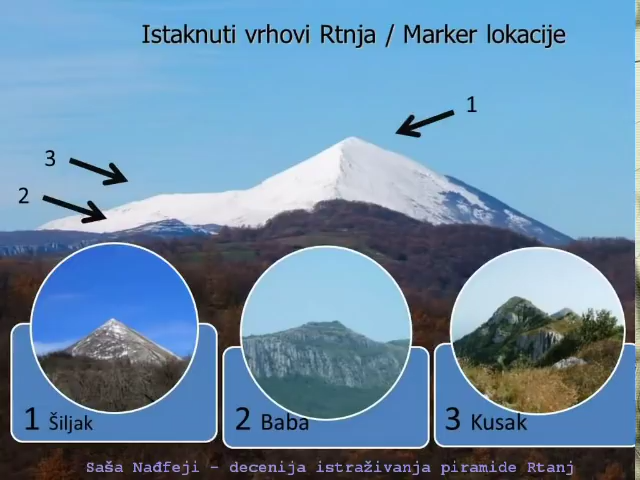 Istaknuti vrhovi Rtnja / Marker lokacije
1
3
2
1 Šiljak
2 Baba
3 Kusak
Saša Nađfeji - decenija istraživanja piramide Rtanj